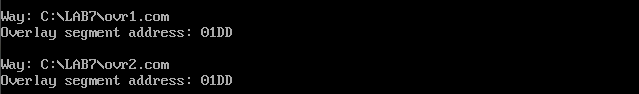 Way: C:\LAB7\ovr1.com
Overlay segment address: 01DD
Way: C:\LAB7\ovr2.com
Overlay segment address: 01DD